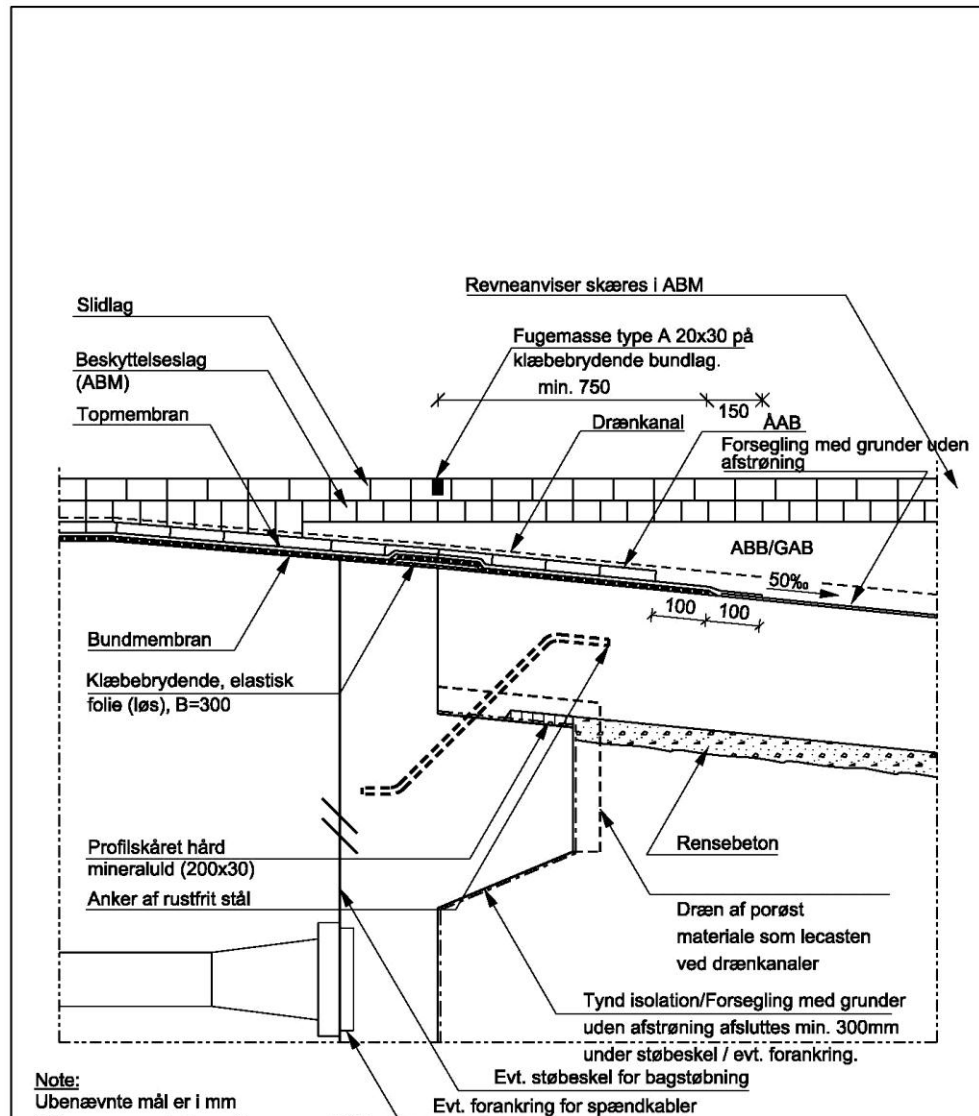 Revneanviser skæres i ABM
Slidlag
Fugemasse type A 20x30 på
klæbebrydende bundlag.
Beskyttelseslag
(ABM)
min. 750
150
Topmembran
Drænkanal
ÅAB
Forsegling med grunder uden
afstrøning
ABB/GAB
50‰
100
100
Bundmembran
Klæbebrydende, elastisk
folie (løs), B=300
Profilskåret hård
mineraluld (200x30)
Rensebeton
Anker af rustfrit stål
Dræn af porøst
materiale som lecasten
ved drænkanaler
Tynd isolation/Forsegling med grunder
uden afstrøning afsluttes min. 300mm
under støbeskel / evt. forankring.
Evt. støbeskel for bagstøbning
Evt. forankring for spændkabler
Note:
Ubenævnte mål er i mm